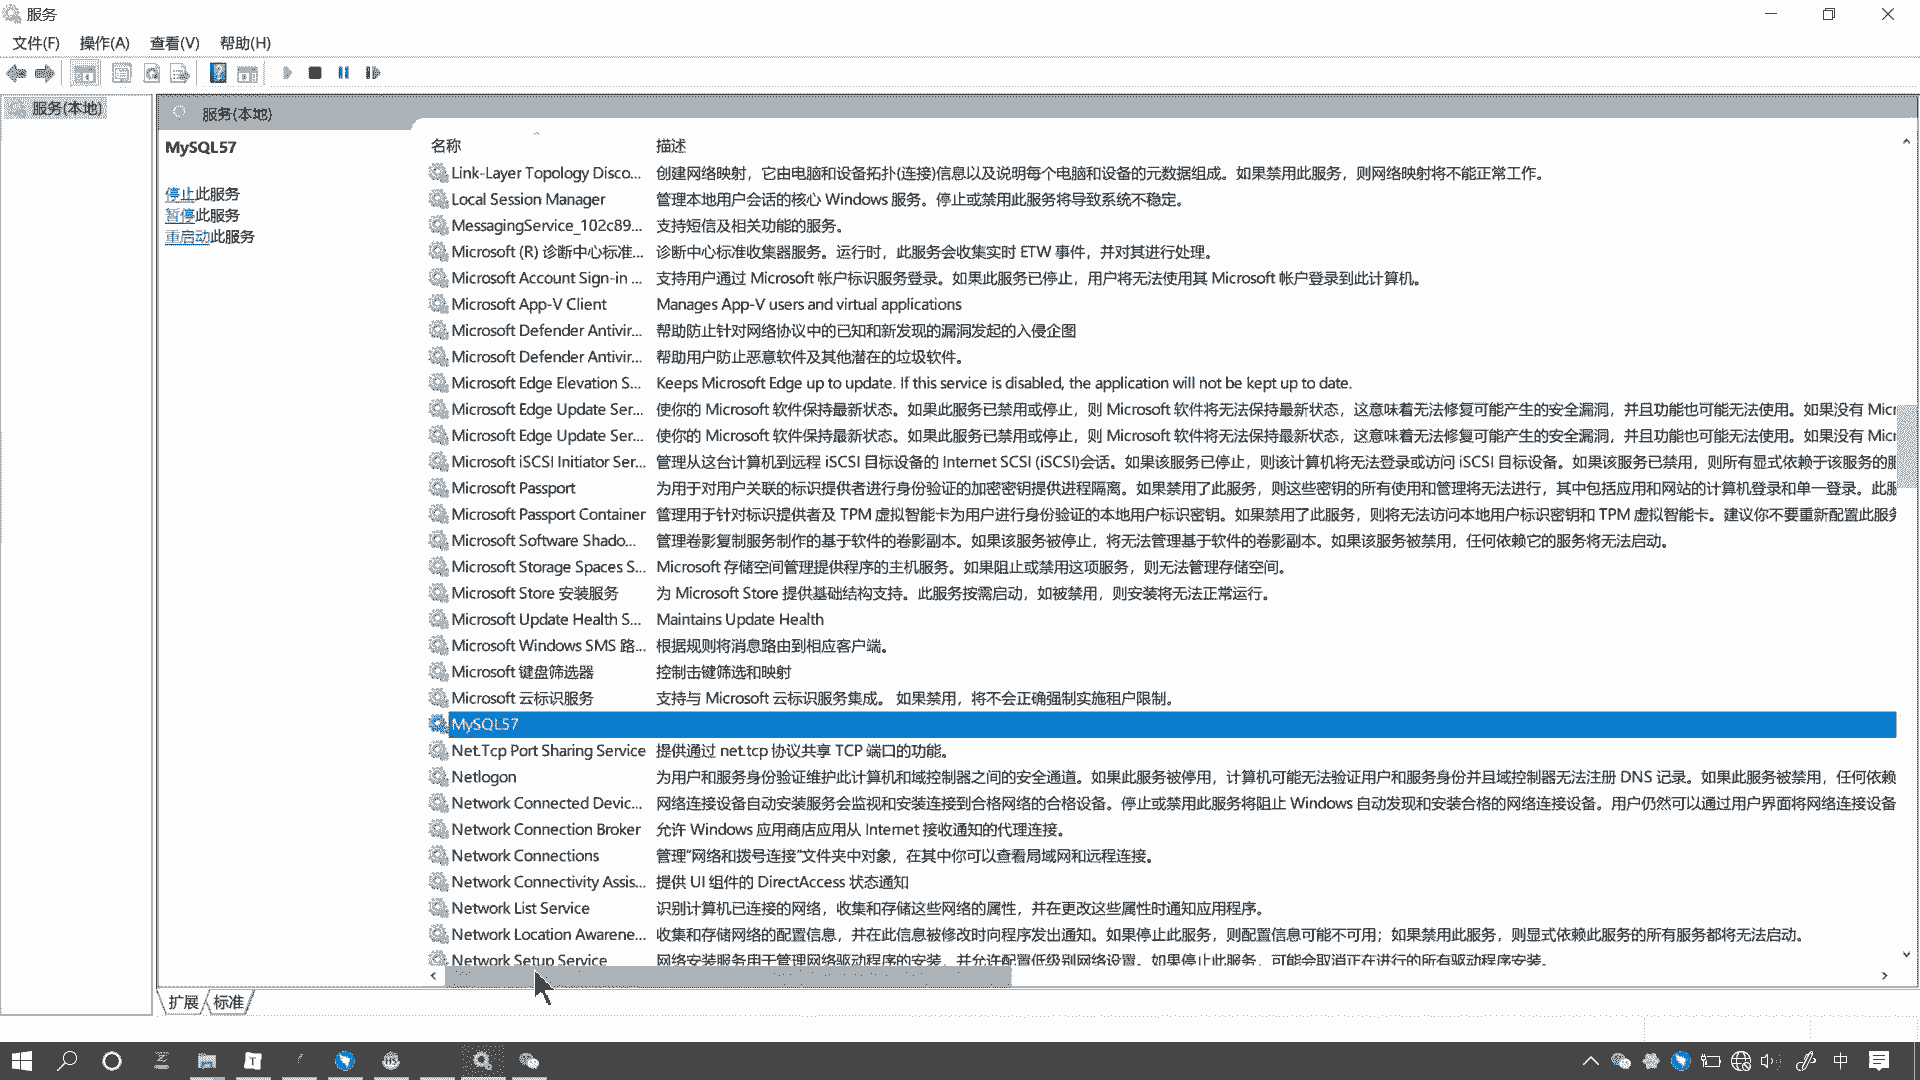 服务
文件(F) 操作(A) 查看(V) 帮助(H)
服务(本地)
服务(本地)
MySQL57
停止此服务
暂停此服务
重启动此服务
名称 描述
Link-Layer Topology Disco... 创建网络映射，它由电脑和设备拓扑(连接)信息以及说明每个电脑和设备的元数据组成。如果禁用此服务，则网络映射将不能正常工作。
Local Session Manager 管理本地用户会话的核心 Windows 服务。停止或禁用此服务将导致系统不稳定。
MessagingService_102c89... 支持短信及相关功能的服务。
Microsoft (R) 诊断中心标准... 诊断中心标准收集器服务。运行时，此服务会收集实时 ETW 事件，并对其进行处理。
Microsoft Account Sign-in ... 支持用户通过 Microsoft 帐户标识服务登录。如果此服务已停止，用户将无法使用其 Microsoft 帐户登录到此计算机。
Microsoft App-V Client Manages App-V users and virtual applications
Microsoft Defender Antivir... 帮助防止针对网络协议中的已知和新发现的漏洞发起的入侵企图
Microsoft Defender Antivir... 帮助用户防止恶意软件及其他潜在的垃圾软件。
Microsoft Edge Elevation S... Keeps Microsoft Edge up to update. If this service is disabled, the application will not be kept up to date.
Microsoft Edge Update Ser... 使你的 Microsoft 软件保持最新状态。如果此服务已禁用或停止，则 Microsoft 软件将无法保持最新状态，这意味着无法修复可能产生的安全漏洞，并且功能也可能无法使用。如果没有 Micr
Microsoft Edge Update Ser... 使你的 Microsoft 软件保持最新状态。如果此服务已禁用或停止，则 Microsoft 软件将无法保持最新状态，这意味着无法修复可能产生的安全漏洞，并且功能也可能无法使用。如果没有 Micr
Microsoft iSCSI Initiator Ser... 管理从这台计算机到远程 iSCSI 目标设备的 Internet SCSI (iSCSI)会话。如果该服务已停止，则该计算机将无法登录或访问 iSCSI 目标设备。如果该服务已禁用，则所有显式依赖于该服务的服
Microsoft Passport 为用于对用户关联的标识提供者进行身份验证的加密密钥提供进程隔离。如果禁用了此服务，则这些密钥的所有使用和管理将无法进行，其中包括应用和网站的计算机登录和单一登录。此服
Microsoft Passport Container 管理用于针对标识提供者及 TPM 虚拟智能卡为用户进行身份验证的本地用户标识密钥。如果禁用了此服务，则将无法访问本地用户标识密钥和 TPM 虚拟智能卡。建议你不要重新配置此服务
Microsoft Software Shado... 管理卷影复制服务制作的基于软件的卷影副本。如果该服务被停止，将无法管理基于软件的卷影副本。如果该服务被禁用，任何依赖它的服务将无法启动。
Microsoft Storage Spaces S... Microsoft 存储空间管理提供程序的主机服务。如果阻止或禁用这项服务，则无法管理存储空间。
Microsoft Store 安装服务 为 Microsoft Store 提供基础结构支持。此服务按需启动，如被禁用，则安装将无法正常运行。
Microsoft Update Health S... Maintains Update Health
Microsoft Windows SMS 路... 根据规则将消息路由到相应客户端。
Microsoft 键盘筛选器 控制击键筛选和映射
Microsoft 云标识服务 支持与 Microsoft 云标识服务集成。 如果禁用，将不会正确强制实施租户限制。
MySQL57
Net.Tcp Port Sharing Service 提供通过 net.tcp 协议共享 TCP 端口的功能。
Netlogon 为用户和服务身份验证维护此计算机和域控制器之间的安全通道。如果此服务被停用，计算机可能无法验证用户和服务身份并且域控制器无法注册 DNS 记录。如果此服务被禁用，任何依赖
Network Connected Devic... 网络连接设备自动安装服务会监视和安装连接到合格网络的合格设备。停止或禁用此服务将阻止 Windows 自动发现和安装合格的网络连接设备。用户仍然可以通过用户界面将网络连接设备
Network Connection Broker 允许 Windows 应用商店应用从 Internet 接收通知的代理连接。
Network Connections 管理“网络和拨号连接”文件夹中对象，在其中你可以查看局域网和远程连接。
Network Connectivity Assis... 提供 UI 组件的 DirectAccess 状态通知
Network List Service 识别计算机已连接的网络，收集和存储这些网络的属性，并在更改这些属性时通知应用程序。
Network Location Awarene... 收集和存储网络的配置信息，并在此信息被修改时向程序发出通知。如果停止此服务，则配置信息可能不可用；如果禁用此服务，则显式依赖此服务的所有服务都将无法启动。
Network Setup Service 网络安装服务用于管理网络驱动程序的安装，并允许配置低级别网络设置。如果停止此服务，可能会取消正在进行的所有驱动程序安装。
扩展 标准
中